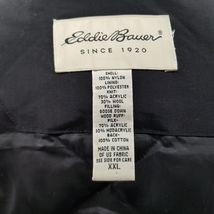 Eddie Bauer
SINCE 1920
SHELL:
100% NYLON
LINING:
100% POLYESTER
KNIT:
70% ACRYLIC
30% WOOL
FILLING:
GOOSE DOWN
HOOD RUFF:
PILE-
70% ACRYLIC
30% MODACRYLIC
BACK-
100% COTTON
MADE IN CHINA
OF US FABRIC
SEE SIDE FOR CARE
XXL